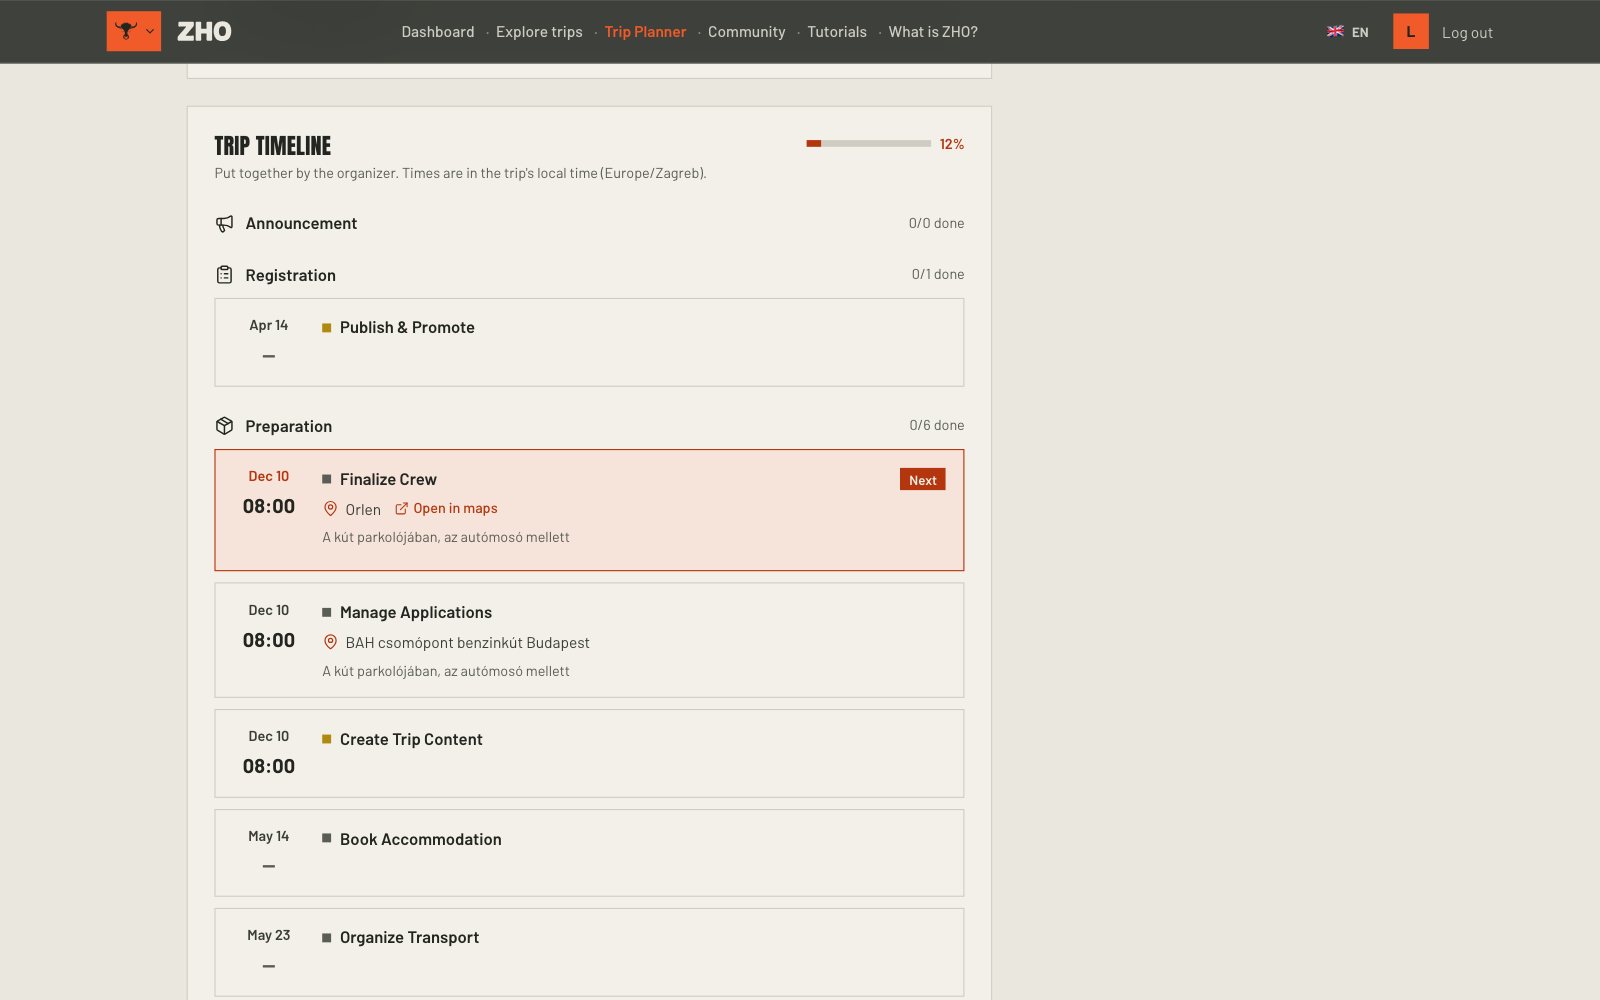 ZHO
Dashboard · Explore trips · Trip Planner · Community · Tutorials · What is ZHO?
EN
L
Log out
TRIP TIMELINE
12%
Put together by the organizer. Times are in the trip's local time (Europe/Zagreb).
Announcement
0/0 done
Registration
0/1 done
Apr 14
Publish & Promote
—
Preparation
0/6 done
Dec 10
Finalize Crew
Next
08:00
Orlen
Open in maps
A kút parkolójában, az autómosó mellett
Dec 10
Manage Applications
08:00
BAH csomópont benzinkút Budapest
A kút parkolójában, az autómosó mellett
Dec 10
Create Trip Content
08:00
May 14
Book Accommodation
—
May 23
Organize Transport
—